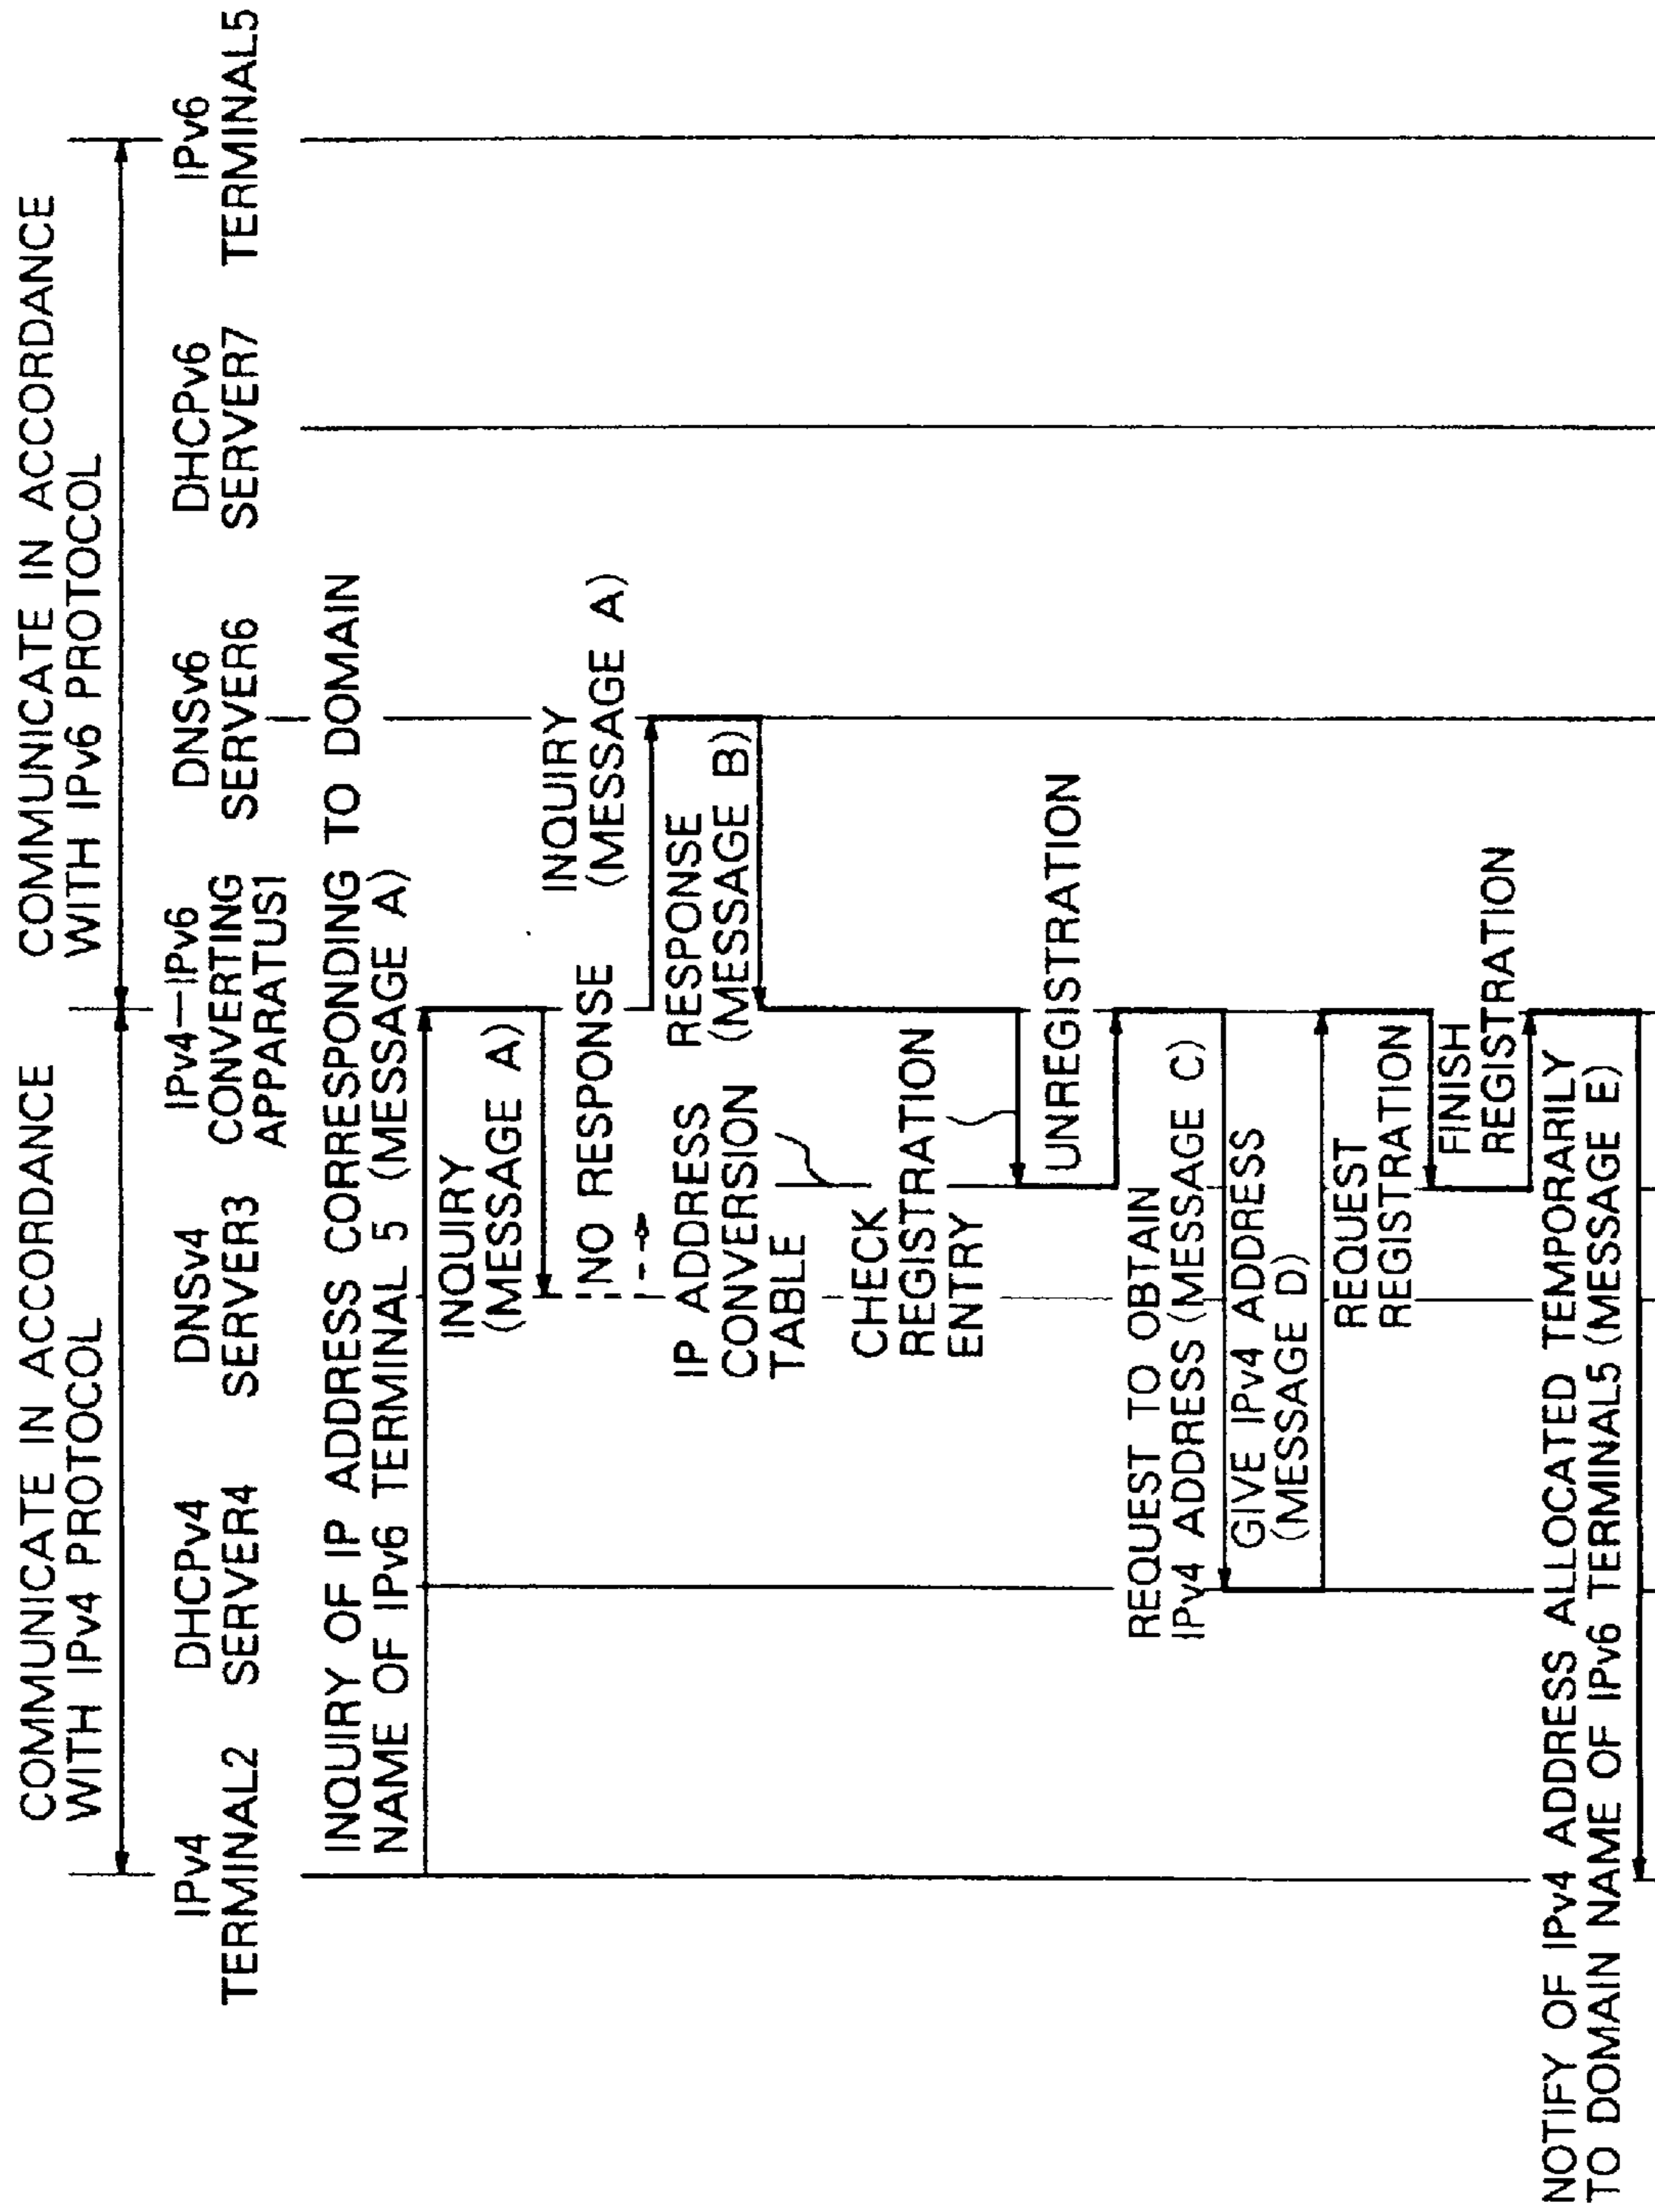 COMMUNICATE IN ACCORDANCE
WITH IPv4 PROTOCOL
COMMUNICATE IN ACCORDANCE
WITH IPv6 PROTOCOL
IPv4
TERMINAL2
DHCPv4
SERVER4
DNSv4
SERVER3
IPv4—IPv6
CONVERTING
APPARATUS1
DNSv6
SERVER6
DHCPv6
SERVER7
IPv6
TERMINAL5
INQUIRY OF IP ADDRESS CORRESPONDING TO DOMAIN
NAME OF IPv6 TERMINAL 5 (MESSAGE A)
INQUIRY
(MESSAGE A)
NO RESPONSE
INQUIRY
(MESSAGE A)
RESPONSE
(MESSAGE B)
IP ADDRESS
CONVERSION
TABLE
CHECK
REGISTRATION
ENTRY
UNREGISTRATION
REQUEST TO OBTAIN
IPv4 ADDRESS (MESSAGE C)
GIVE IPv4 ADDRESS
(MESSAGE D)
REQUEST
REGISTRATION
FINISH
REGISTRATION
NOTIFY OF IPv4 ADDRESS ALLOCATED TEMPORARILY
TO DOMAIN NAME OF IPv6 TERMINAL5 (MESSAGE E)